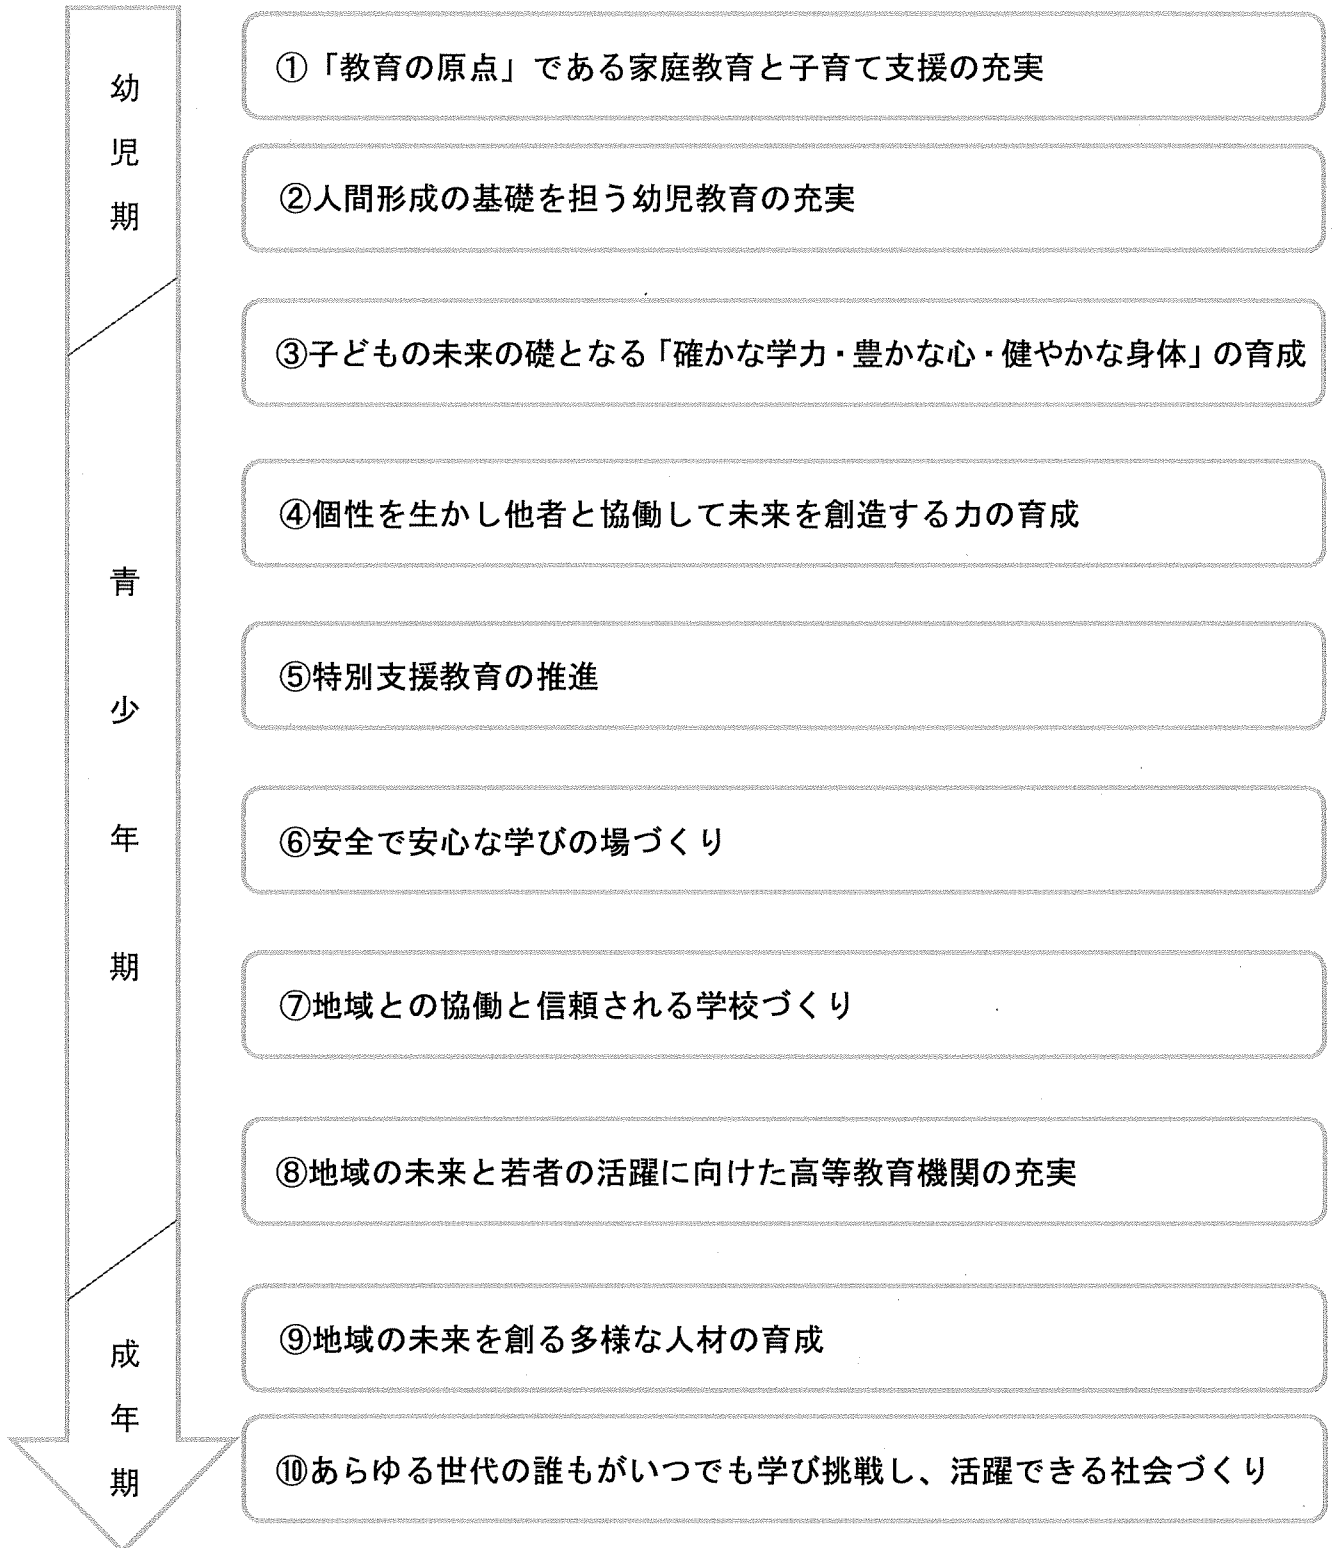 幼児期
①「教育の原点」である家庭教育と子育て支援の充実
②人間形成の基礎を担う幼児教育の充実
青少年期
③子どもの未来の礎となる「確かな学力・豊かな心・健やかな身体」の育成
④個性を生かし他者と協働して未来を創造する力の育成
⑤特別支援教育の推進
⑥安全で安心な学びの場づくり
⑦地域との協働と信頼される学校づくり
⑧地域の未来と若者の活躍に向けた高等教育機関の充実
成年期
⑨地域の未来を創る多様な人材の育成
⑩あらゆる世代の誰もがいつでも学び挑戦し、活躍できる社会づくり